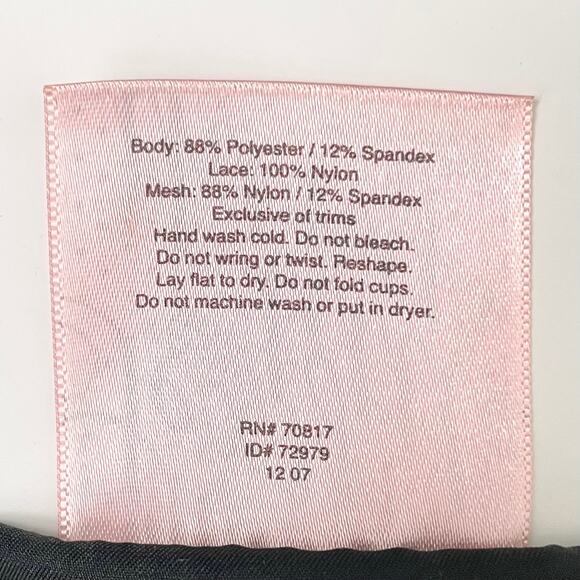 Body: 88% Polyester / 12% Spandex
Lace: 100% Nylon
Mesh: 88% Nylon / 12% Spandex
Exclusive of trims
Hand wash cold. Do not bleach.
Do not wring or twist. Reshape.
Lay flat to dry. Do not fold cups.
Do not machine wash or put in dryer.
RN# 70817
ID# 72979
12 07